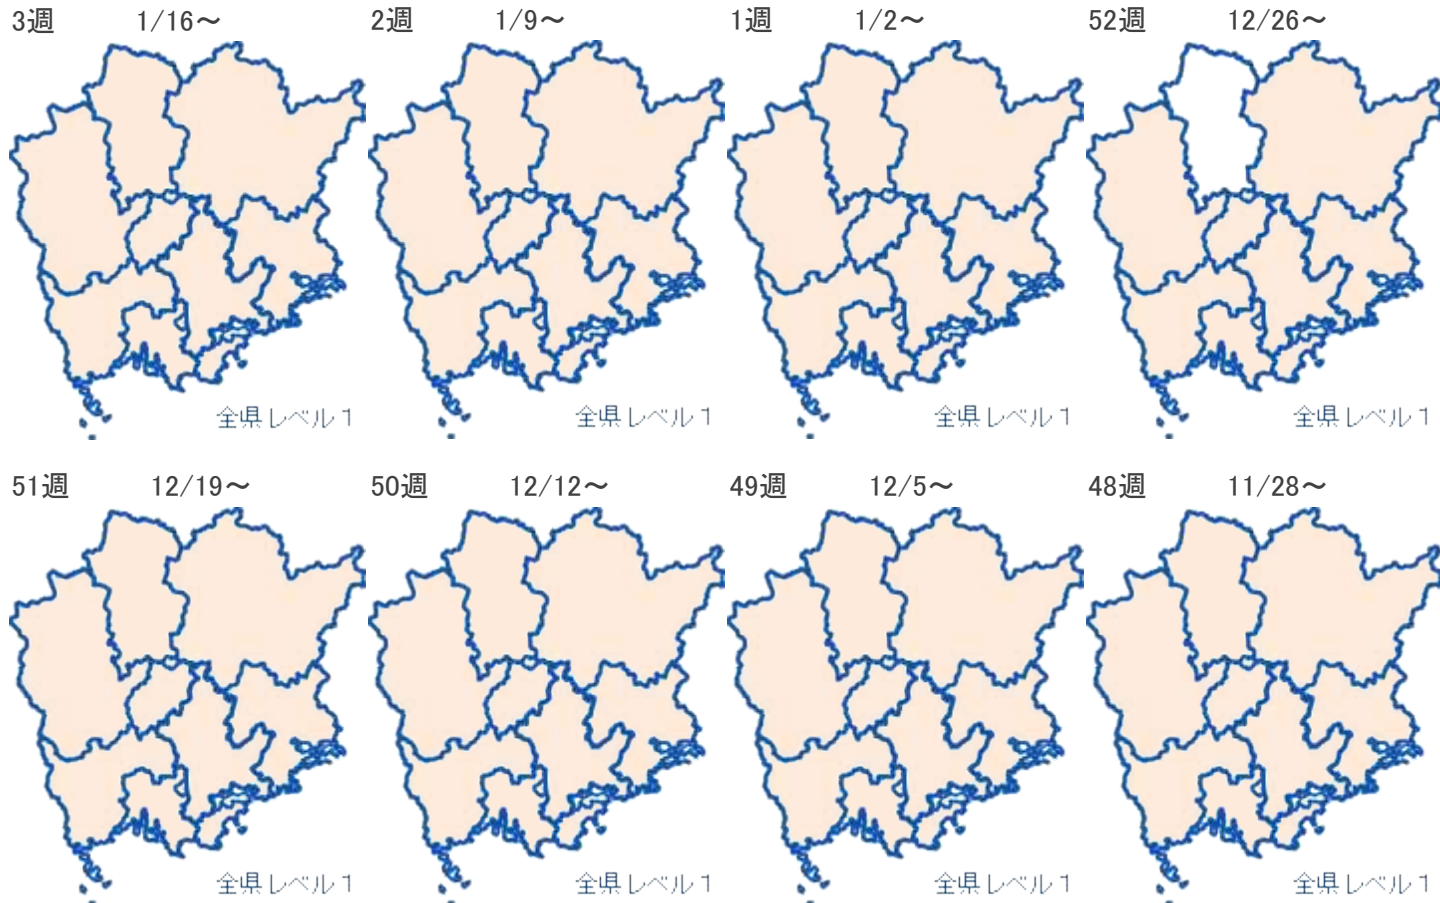 3週 1/16～
2週 1/9～
1週 1/2～
52週 12/26～
全県レベル1
全県レベル1
全県レベル1
全県レベル1
51週 12/19～
50週 12/12～
49週 12/5～
48週 11/28～
全県レベル1
全県レベル1
全県レベル1
全県レベル1